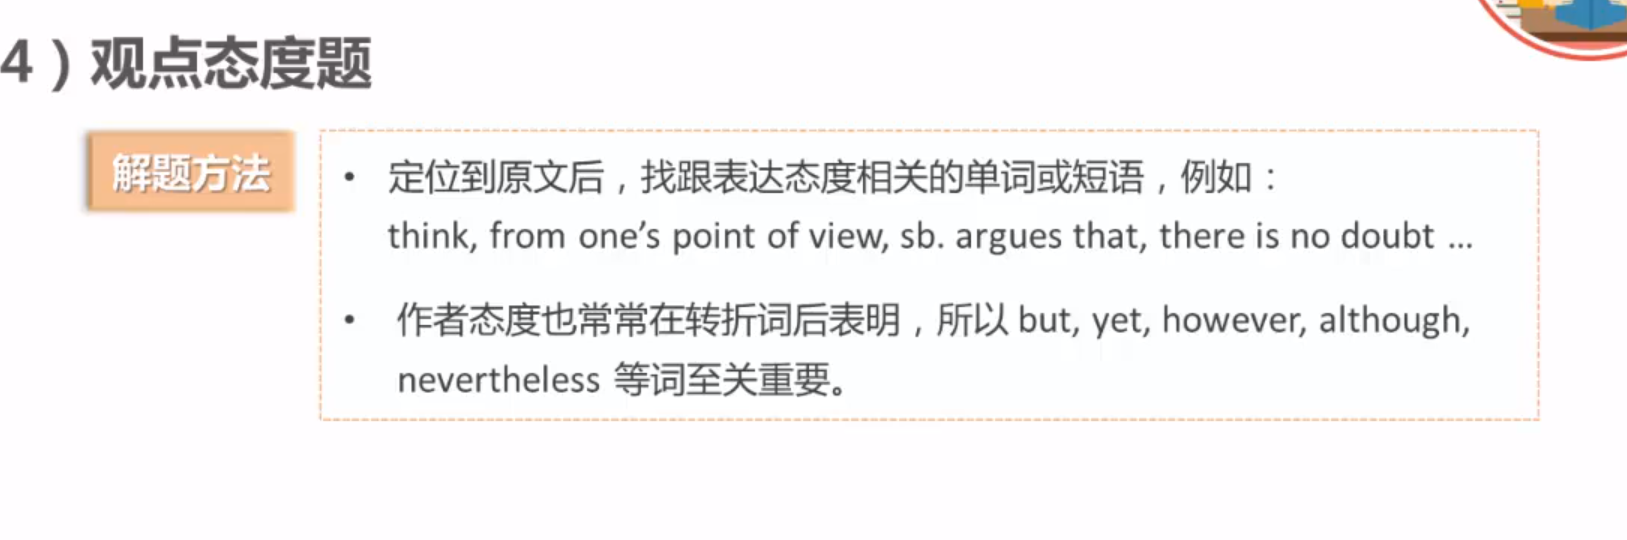 4）观点态度题
解题方法
• 定位到原文后，找跟表达态度相关的单词或短语，例如：
think, from one’s point of view, sb. argues that, there is no doubt ...
• 作者态度也常常在转折词后表明，所以 but, yet, however, although,
nevertheless 等词至关重要。